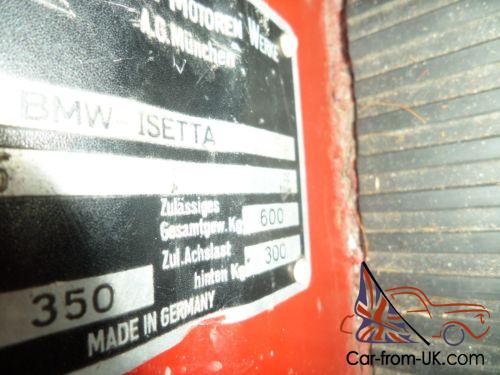 MOTOREN WERKE
A.G. München
BMW-ISETTA
Zulässiges
Gesamtgew. Kg 600
Zul. Achslast
hinten Kg 300
350
MADE IN GERMANY
Car-from-UK.com